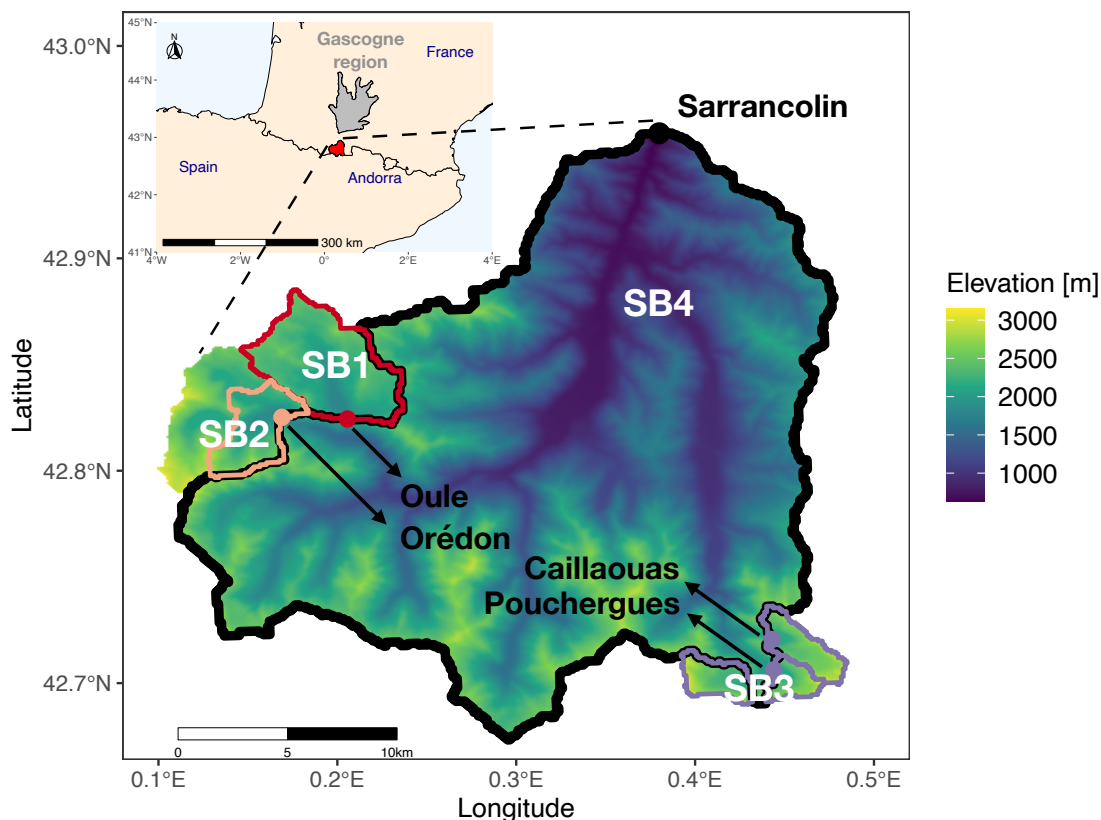 43.0°N
42.9°N
42.8°N
42.7°N
Latitude
0.1°E
0.2°E
0.3°E
0.4°E
0.5°E
Longitude
45°N
44°N
43°N
42°N
41°N
4°W
2°W
0°
2°E
4°E
N
Gascogne
region
France
Spain
Andorra
300 km
Sarrancolin
SB4
SB1
SB2
Oule
Orédon
Caillaouas
Pouchergues
SB3
0
5
10km
Elevation [m]
3000
2500
2000
1500
1000